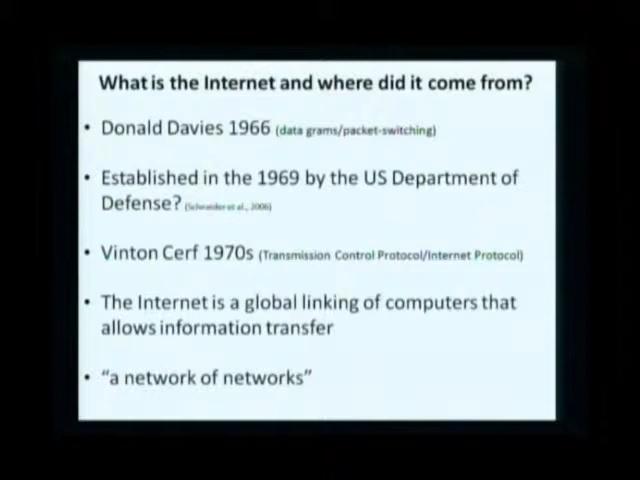 What is the Internet and where did it come from?
• Donald Davies 1966 (data grams/packet-switching)
• Established in the 1969 by the US Department of
Defense? (Schneider et al., 2006)
• Vinton Cerf 1970s (Transmission Control Protocol/Internet Protocol)
• The Internet is a global linking of computers that
allows information transfer
• “a network of networks”